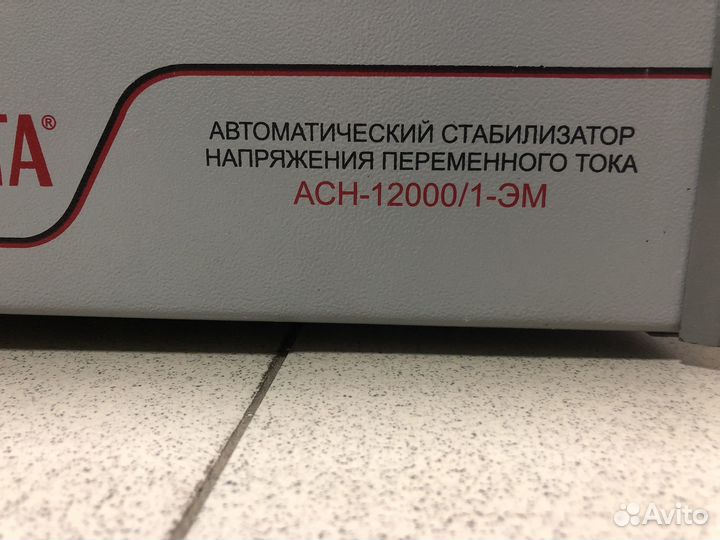 АВТОМАТИЧЕСКИЙ СТАБИЛИЗАТОР
НАПРЯЖЕНИЯ ПЕРЕМЕННОГО ТОКА
АСН-12000/1-ЭМ
Avito